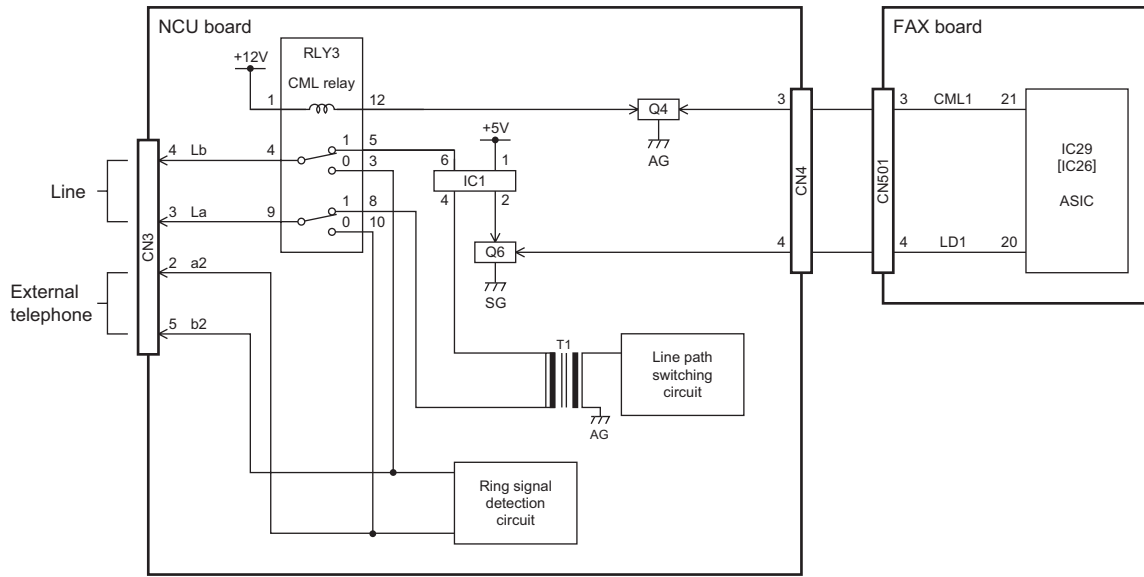 NCU board
FAX board
RLY3
CML relay
+12V
1
12
Q4
AG
3
CN4
CN501
3
CML1
21
IC29
[IC26]
ASIC
+5V
4
Lb
4
1
5
0
3
6
1
IC1
4
2
Line
3
La
9
1
8
0
10
CN3
Q6
SG
4
4
LD1
20
2
a2
External
telephone
5
b2
T1
Line path
switching
circuit
AG
Ring signal
detection
circuit